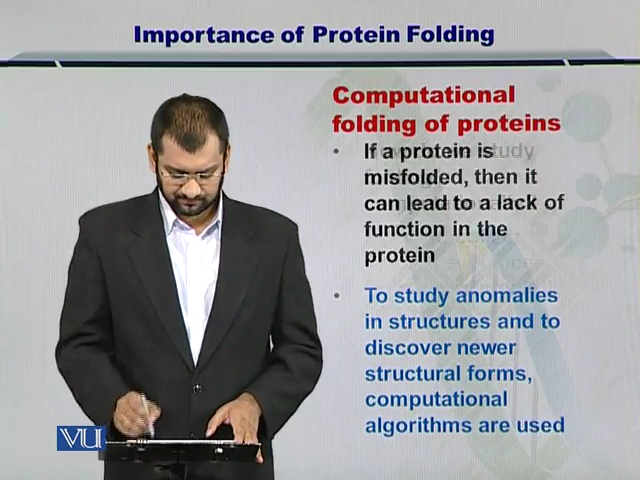 Importance of Protein Folding
Computational
folding of proteins
• If a protein is
misfolded, then it
can lead to a lack of
function in the
protein
• To study anomalies
in structures and to
discover newer
structural forms,
computational
algorithms are used
VU